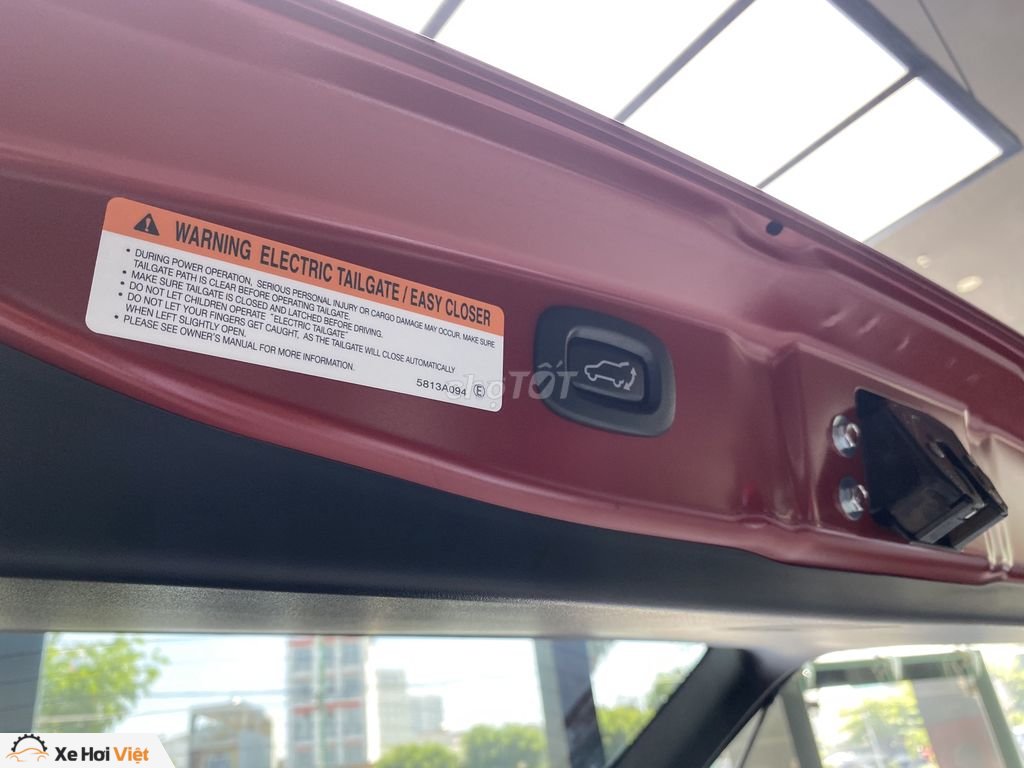 WARNING ELECTRIC TAILGATE / EASY CLOSER
• DURING POWER OPERATION, SERIOUS PERSONAL INJURY OR CARGO DAMAGE MAY OCCUR. MAKE SURE
TAILGATE PATH IS CLEAR BEFORE OPERATING TAILGATE.
• MAKE SURE TAILGATE IS CLOSED AND LATCHED BEFORE DRIVING.
• DO NOT LET CHILDREN OPERATE "ELECTRIC TAILGATE"
• DO NOT LET YOUR FINGERS GET CAUGHT, AS THE TAILGATE WILL CLOSE AUTOMATICALLY
WHEN LEFT SLIGHTLY OPEN.
• PLEASE SEE OWNER'S MANUAL FOR MORE INFORMATION.
5813A094 Ⓔ
chợTỐT
Xe Hơi Việt